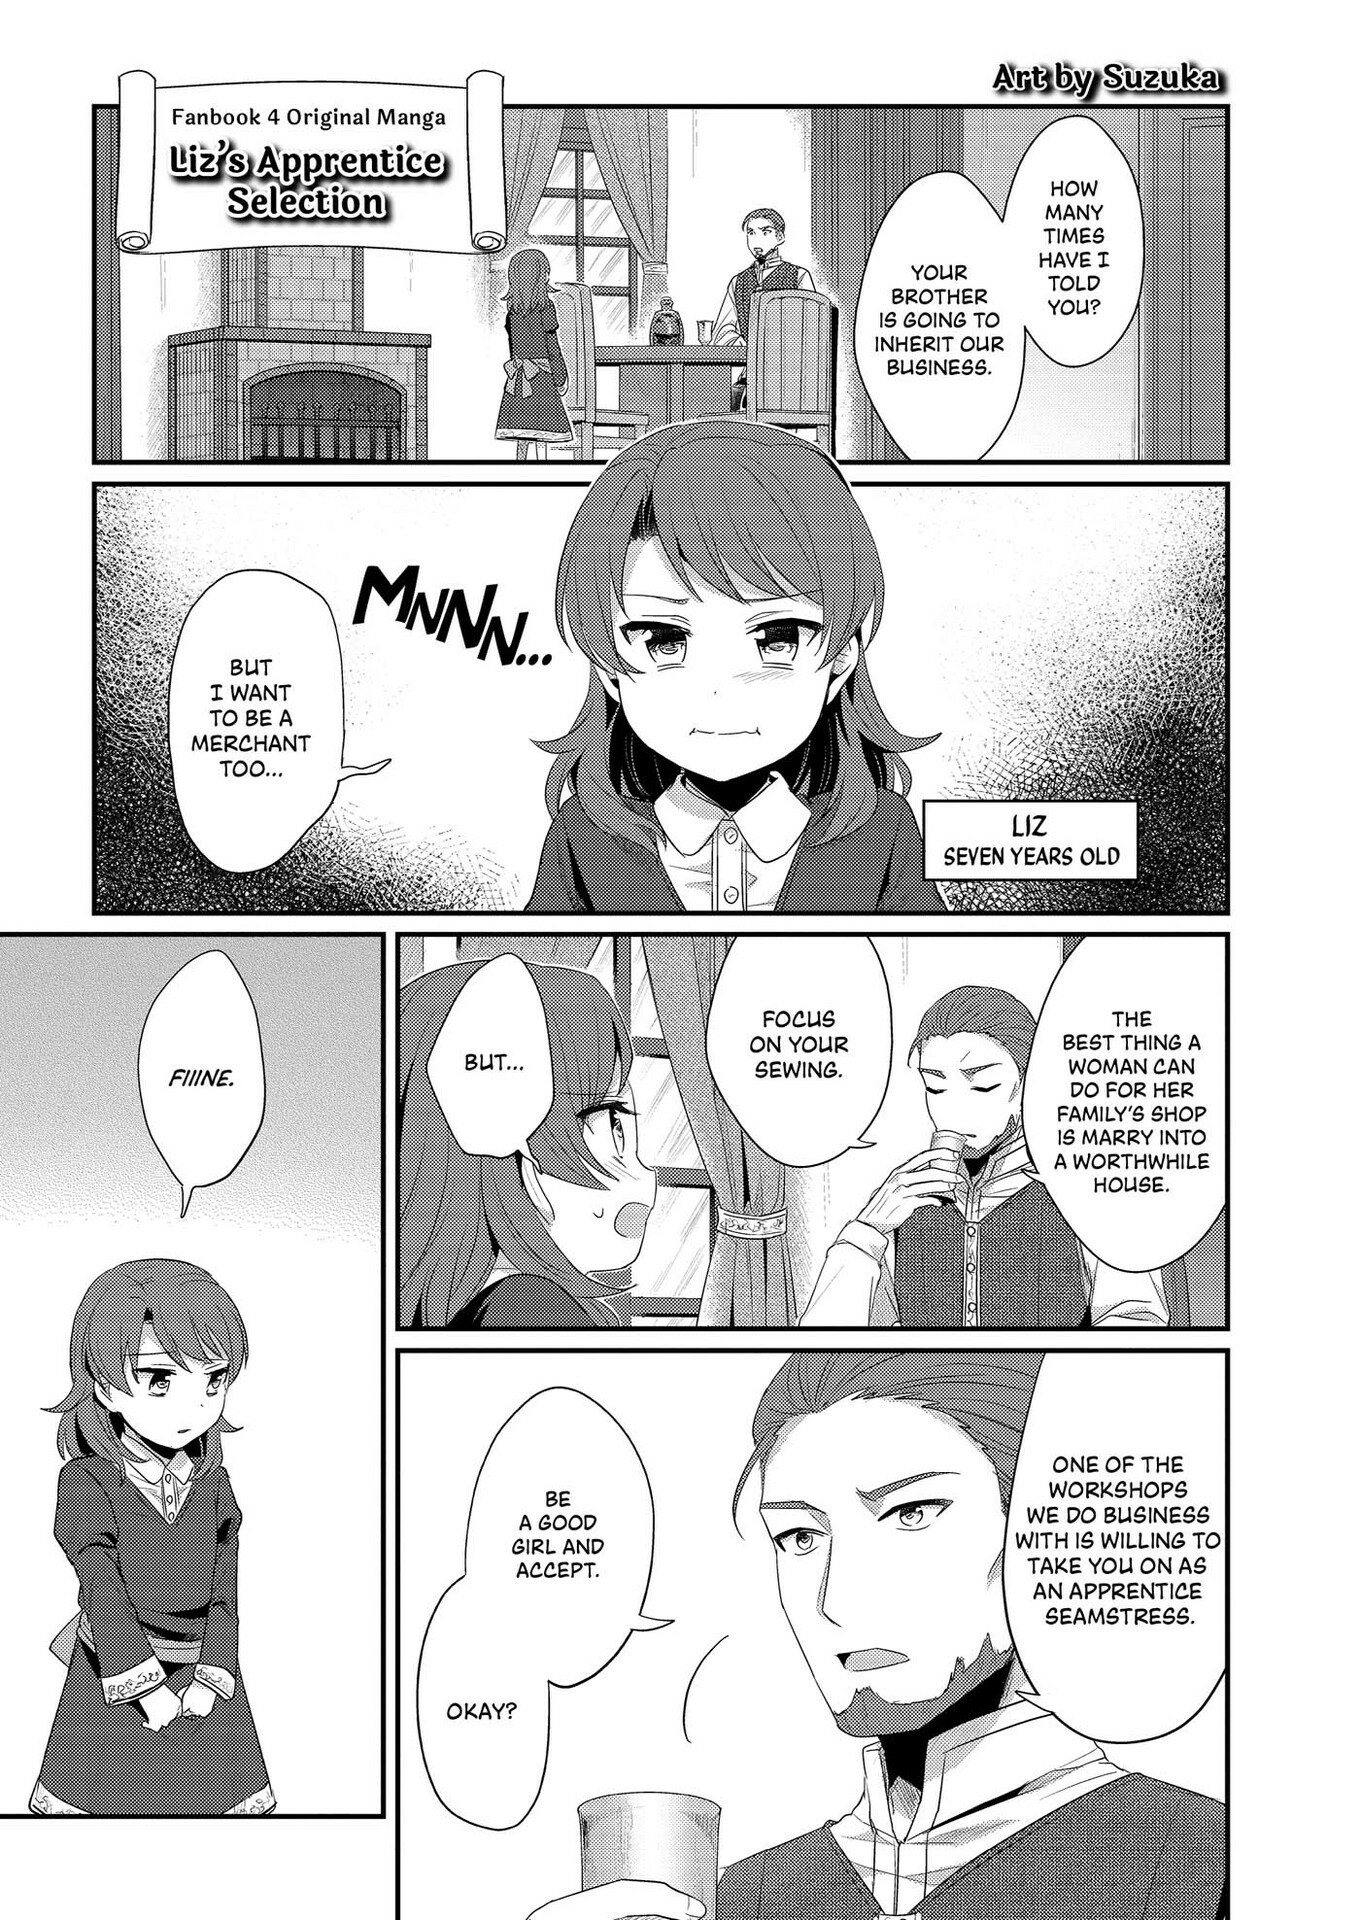 Art by Suzuka
Fanbook 4 Original Manga
Liz's Apprentice
Selection
HOW
MANY
TIMES
HAVE I
TOLD
YOU?
YOUR
BROTHER
IS GOING TO
INHERIT OUR
BUSINESS.
MNNN...
BUT
I WANT
TO BE A
MERCHANT
TOO...
LIZ
SEVEN YEARS OLD
THE
BEST THING A
WOMAN CAN
DO FOR HER
FAMILY'S SHOP
IS MARRY INTO
A WORTHWHILE
HOUSE.
FOCUS
ON YOUR
SEWING.
BUT...
ONE OF THE
WORKSHOPS
WE DO BUSINESS
WITH IS WILLING TO
TAKE YOU ON AS
AN APPRENTICE
SEAMSTRESS.
BE
A GOOD
GIRL AND
ACCEPT.
OKAY?
FIIINE.